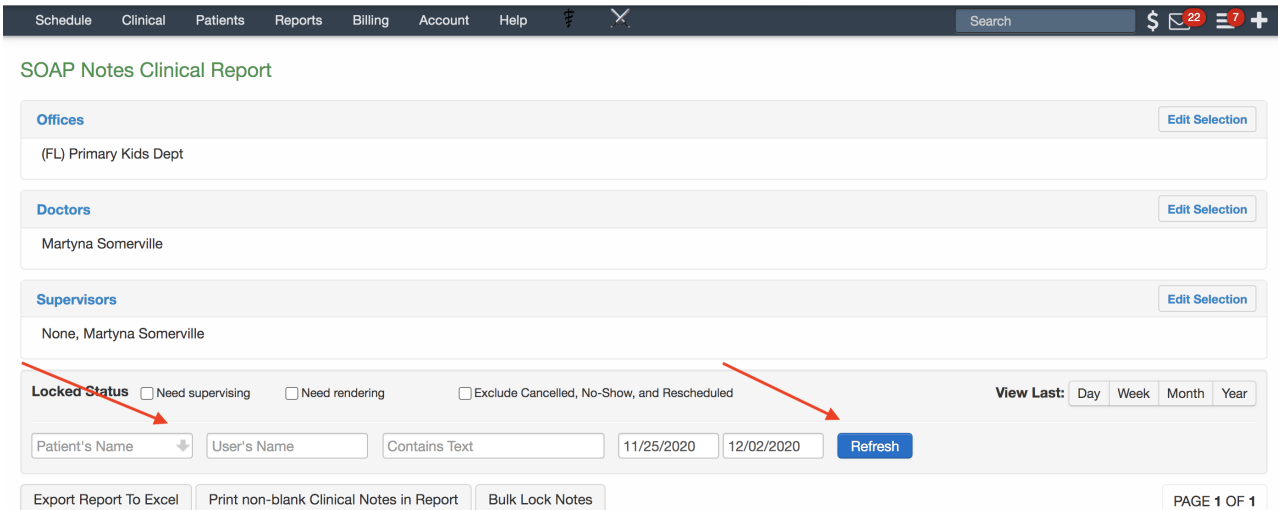 Schedule Clinical Patients Reports Billing Account Help Search $ 22 7
SOAP Notes Clinical Report
Offices Edit Selection
(FL) Primary Kids Dept
Doctors Edit Selection
Martyna Somerville
Supervisors Edit Selection
None, Martyna Somerville
Locked Status Need supervising Need rendering Exclude Cancelled, No-Show, and Rescheduled View Last: Day Week Month Year
Patient's Name User's Name Contains Text 11/25/2020 12/02/2020 Refresh
Export Report To Excel Print non-blank Clinical Notes in Report Bulk Lock Notes PAGE 1 OF 1